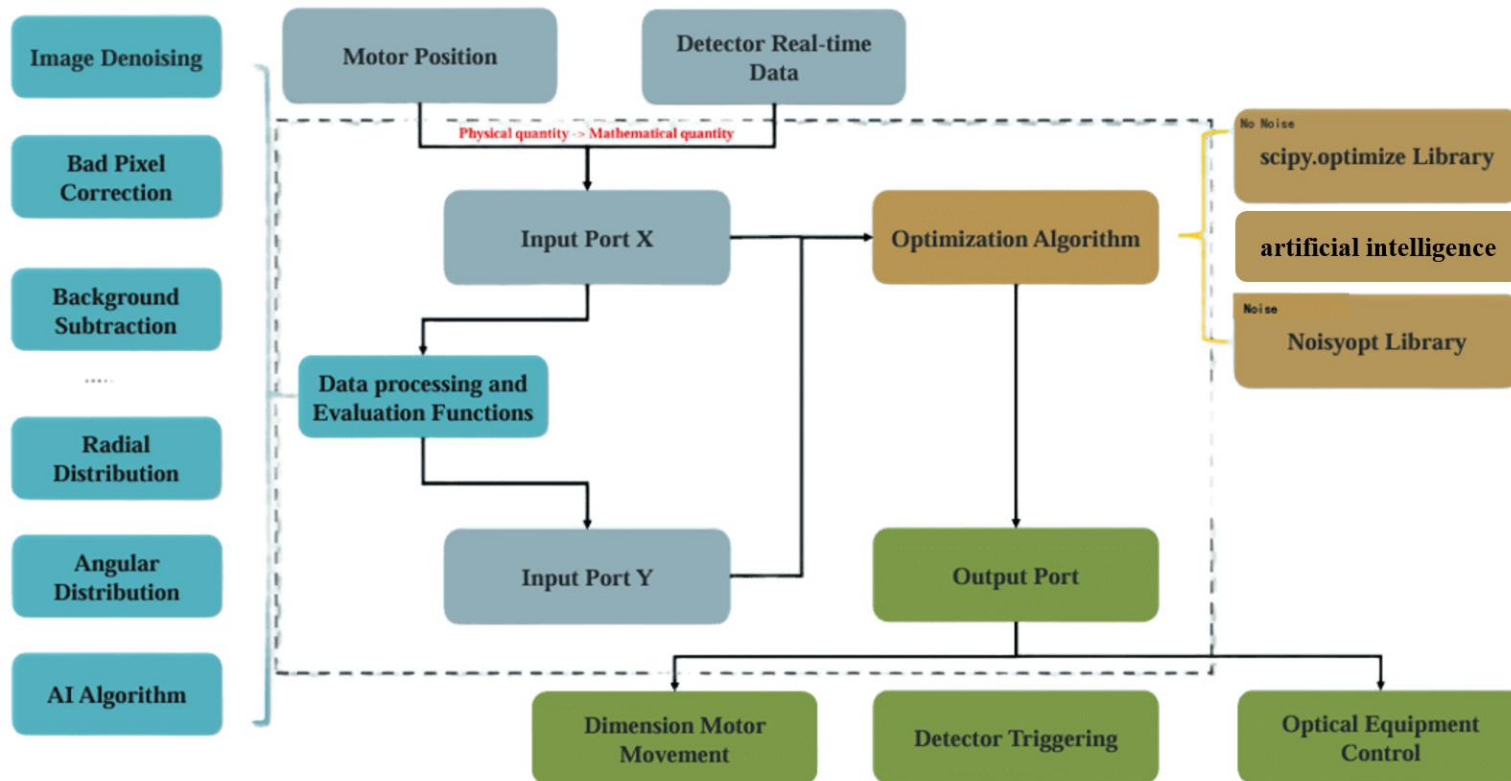 Image Denoising
Motor Position
Detector Real-time
Data
Physical quantity -> Mathematical quantity
Bad Pixel
Correction
No Noise
scipy.optimize Library
Input Port X
Optimization Algorithm
artificial intelligence
Background
Subtraction
.....
Noise
Noisyopt Library
Data processing and
Evaluation Functions
Radial
Distribution
Angular
Distribution
Input Port Y
Output Port
AI Algorithm
Dimension Motor
Movement
Detector Triggering
Optical Equipment
Control